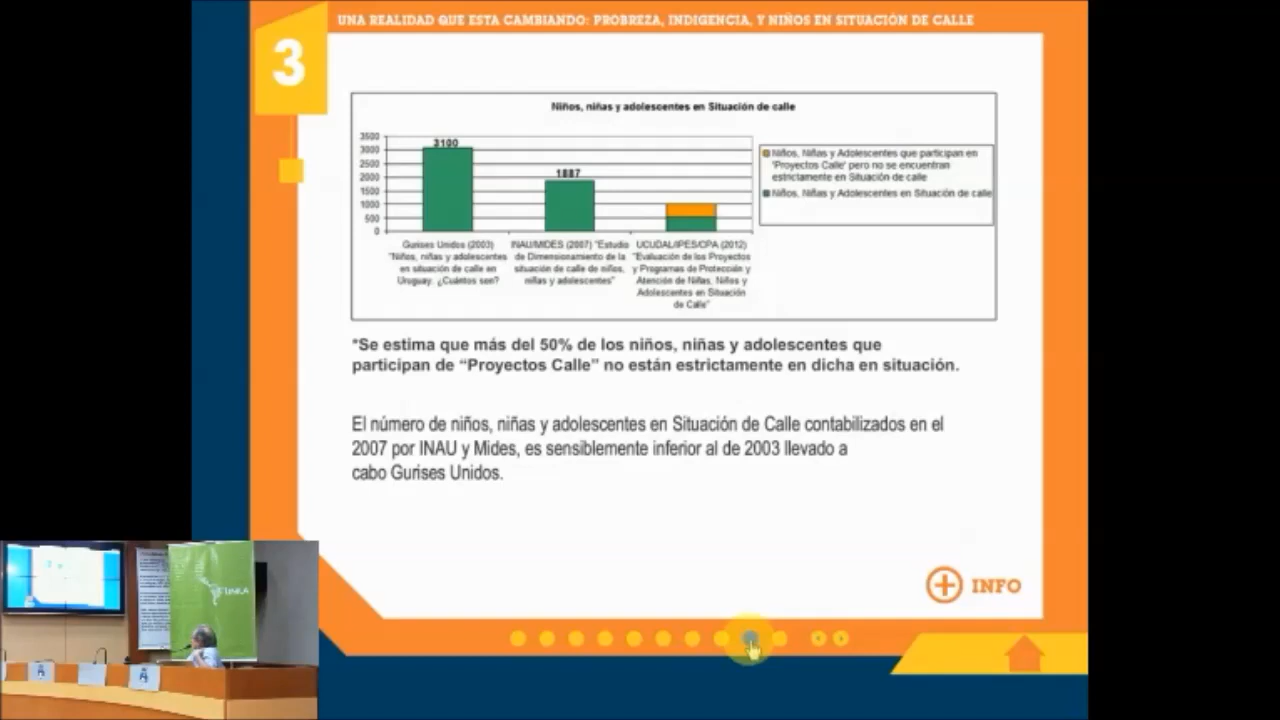 UNA REALIDAD QUE ESTA CAMBIANDO: PROBREZA, INDIGENCIA, Y NIÑOS EN SITUACIÓN DE CALLE
3
Niños, niñas y adolescentes en Situación de calle
3500
3000
2500
2000
1500
1000
500
0
3100
1887
Gurises Unidos (2003)
"Niños, niñas y adolescentes
en situación de calle en
Uruguay. ¿Cuántos son?
INAU/MIDES (2007) "Estudio
de Dimensionamiento de la
situación de calle de niños,
niñas y adolescentes"
UCUDAL/IPES/CPA (2012)
"Evaluación de los Proyectos
y Programas de Protección y
Atención de Niñas, Niños y
Adolescentes en Situación
de Calle"
Niños, Niñas y Adolescentes que participan en
'Proyectos Calle' pero no se encuentran
estrictamente en Situación de calle
Niños, Niñas y Adolescentes en Situación de calle
*Se estima que más del 50% de los niños, niñas y adolescentes que
participan de “Proyectos Calle” no están estrictamente en dicha en situación.
El número de niños, niñas y adolescentes en Situación de Calle contabilizados en el
2007 por INAU y Mides, es sensiblemente inferior al de 2003 llevado a
cabo Gurises Unidos.
INFO